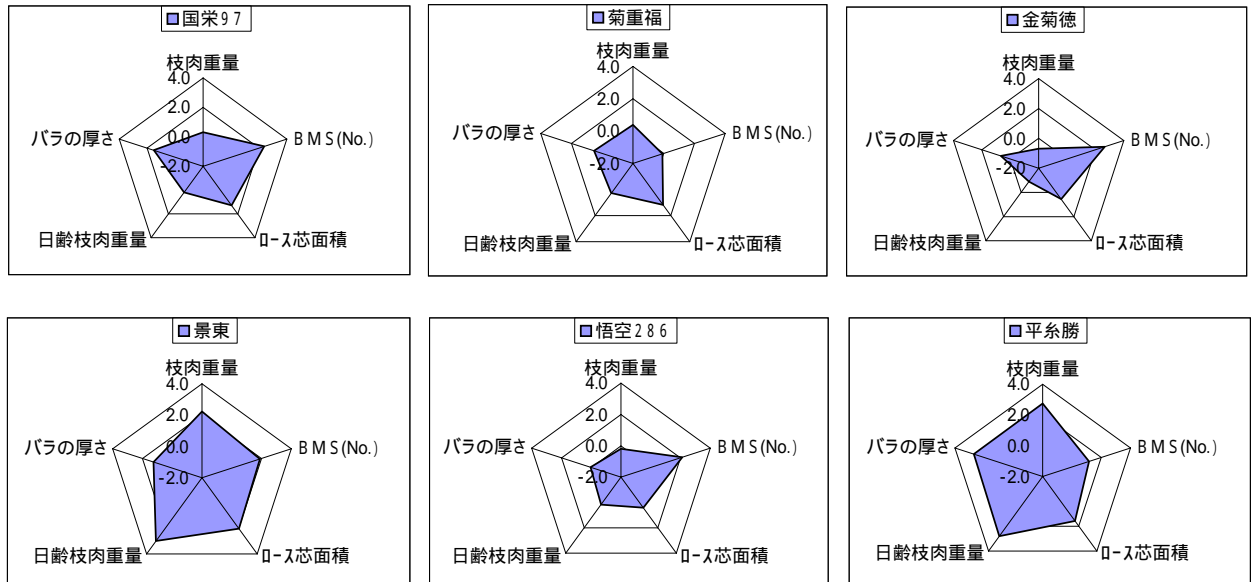 国栄97
枝肉重量
4.0
2.0
0.0
-2.0
BMS(No.)
ﾛｰｽ芯面積
日齢枝肉重量
バラの厚さ
菊重福
枝肉重量
4.0
2.0
0.0
-2.0
BMS(No.)
ﾛｰｽ芯面積
日齢枝肉重量
バラの厚さ
金菊徳
枝肉重量
4.0
2.0
0.0
-2.0
BMS(No.)
ﾛｰｽ芯面積
日齢枝肉重量
バラの厚さ
景東
枝肉重量
4.0
2.0
0.0
-2.0
BMS(No.)
ﾛｰｽ芯面積
日齢枝肉重量
バラの厚さ
悟空286
枝肉重量
4.0
2.0
0.0
-2.0
BMS(No.)
ﾛｰｽ芯面積
日齢枝肉重量
バラの厚さ
平糸勝
枝肉重量
4.0
2.0
0.0
-2.0
BMS(No.)
ﾛｰｽ芯面積
日齢枝肉重量
バラの厚さ